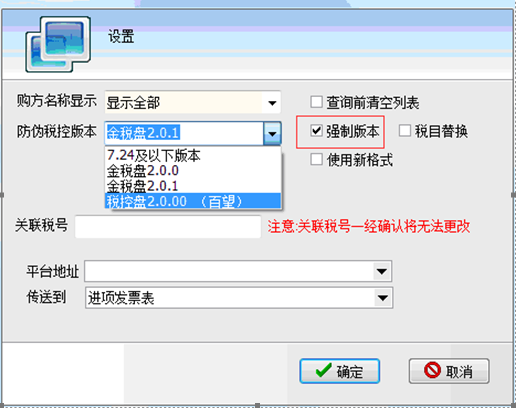 设置
购方名称显示 显示全部 查询前清空列表
防伪税控版本 金税盘2.0.1 强制版本 税目替换
7.24及以下版本 使用新格式
金税盘2.0.0
金税盘2.0.1
税控盘2.0.00 （百望）
关联税号 注意:关联税号一经确认将无法更改
平台地址
传送到 进项发票表
确定 取消